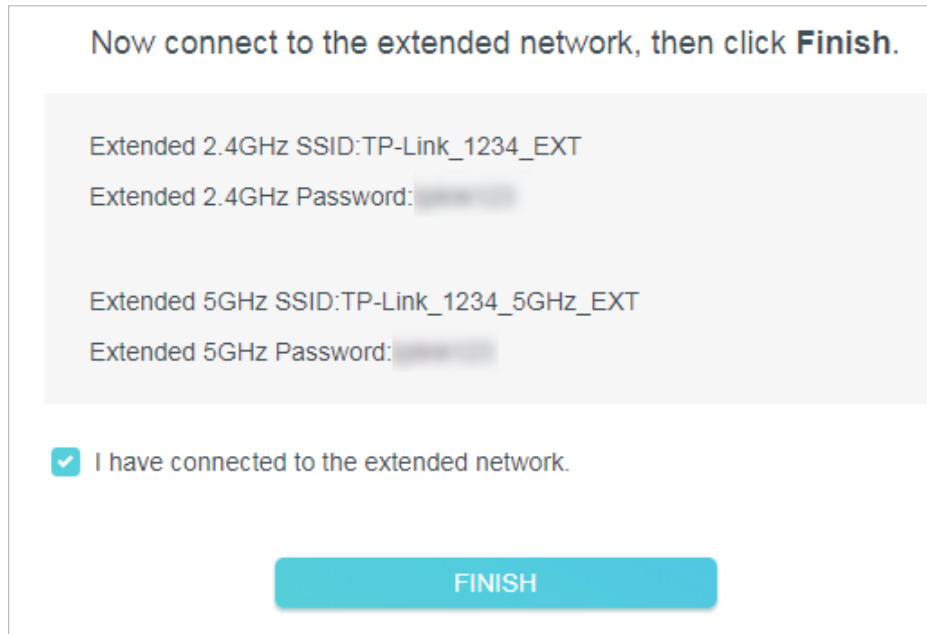 Now connect to the extended network, then click Finish.
Extended 2.4GHz SSID:TP-Link_1234_EXT
Extended 2.4GHz Password:
Extended 5GHz SSID:TP-Link_1234_5GHz_EXT
Extended 5GHz Password:
I have connected to the extended network.
FINISH